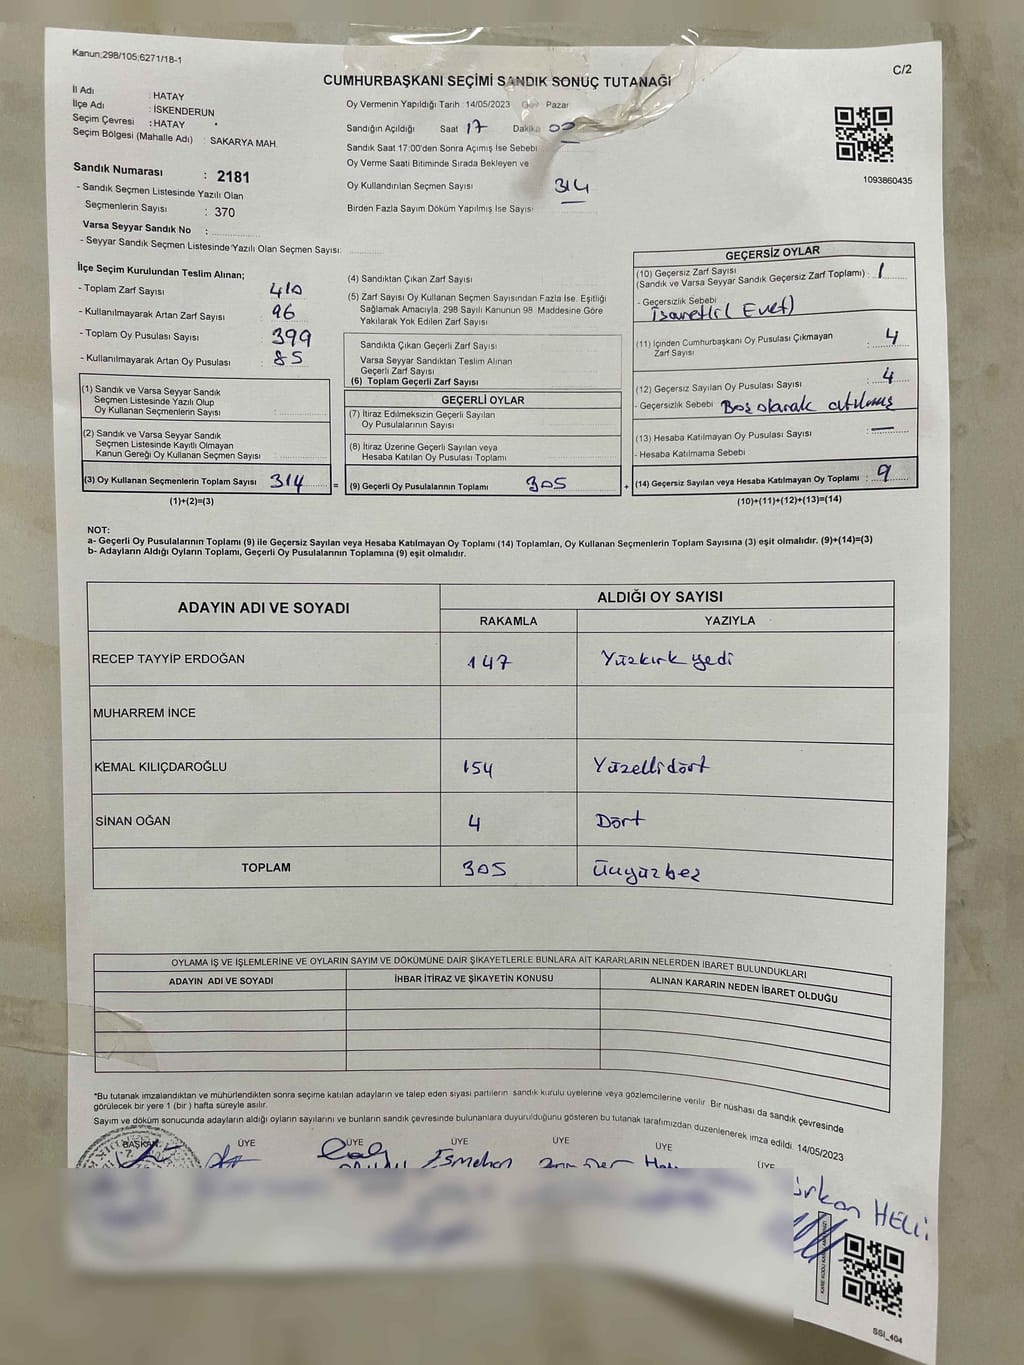 Kanun:298/105;6271/18-1
C/2
CUMHURBAŞKANI SEÇİMİ SANDIK SONUÇ TUTANAĞI
İl Adı : HATAY
İlçe Adı : İSKENDERUN
Seçim Çevresi : HATAY
Seçim Bölgesi (Mahalle Adı) : SAKARYA MAH.
Oy Vermenin Yapıldığı Tarih : 14/05/2023 Pazar
Sandığın Açıldığı Saat 17 Dakika 00
Sandık Saat 17:00'den Sonra Açımış İse Sebebi :
Oy Verme Saati Bitiminde Sırada Bekleyen ve
Oy Kullandırılan Seçmen Sayısı 314
Birden Fazla Sayım Döküm Yapılmış İse Sayısı
1093860435
Sandık Numarası : 2181
- Sandık Seçmen Listesinde Yazılı Olan
Seçmenlerin Sayısı : 370
Varsa Seyyar Sandık No :
- Seyyar Sandık Seçmen Listesinde Yazılı Olan Seçmen Sayısı:
İlçe Seçim Kurulundan Teslim Alınan;
- Toplam Zarf Sayısı : 410
- Kullanılmayarak Artan Zarf Sayısı : 96
- Toplam Oy Pusulası Sayısı : 399
- Kullanılmayarak Artan Oy Pusulası : 85
(1) Sandık ve Varsa Seyyar Sandık
Seçmen Listesinde Yazılı Olup
Oy Kullanan Seçmenlerin Sayısı :
(2) Sandık ve Varsa Seyyar Sandık
Seçmen Listesinde Kayıtlı Olmayan
Kanun Gereği Oy Kullanan Seçmen Sayısı :
(3) Oy Kullanan Seçmenlerin Toplam Sayısı 314 =
(1)+(2)=(3)
(4) Sandıktan Çıkan Zarf Sayısı
(5) Zarf Sayısı Oy Kullanan Seçmen Sayısından Fazla İse, Eşitliği
Sağlamak Amacıyla, 298 Sayılı Kanunun 98. Maddesine Göre
Yakılarak Yok Edilen Zarf Sayısı
Sandıkta Çıkan Geçerli Zarf Sayısı
Varsa Seyyar Sandıktan Teslim Alınan
Geçerli Zarf Sayısı
(6) Toplam Geçerli Zarf Sayısı
GEÇERLİ OYLAR
(7) İtiraz Edilmeksizin Geçerli Sayılan
Oy Pusulalarının Sayısı
(8) İtiraz Üzerine Geçerli Sayılan veya
Hesaba Katılan Oy Pusulası Toplamı
(9) Geçerli Oy Pusulalarının Toplamı 305 +
GEÇERSİZ OYLAR
(10) Geçersiz Zarf Sayısı
(Sandık ve Varsa Seyyar Sandık Geçersiz Zarf Toplamı) : 1
- Geçersizlik Sebebi
İşaretli (Evet)
(11) İçinden Cumhurbaşkanı Oy Pusulası Çıkmayan
Zarf Sayısı : 4
(12) Geçersiz Sayılan Oy Pusulası Sayısı : 4
- Geçersizlik Sebebi Boş olarak atılmış
(13) Hesaba Katılmayan Oy Pusulası Sayısı : —
- Hesaba Katılmama Sebebi
(14) Geçersiz Sayılan veya Hesaba Katılmayan Oy Toplamı : 9
(10)+(11)+(12)+(13)=(14)
NOT:
a- Geçerli Oy Pusulalarının Toplamı (9) ile Geçersiz Sayılan veya Hesaba Katılmayan Oy Toplamı (14) Toplamları, Oy Kullanan Seçmenlerin Toplam Sayısına (3) eşit olmalıdır. (9)+(14)=(3)
b- Adayların Aldığı Oyların Toplamı, Geçerli Oy Pusulalarının Toplamına (9) eşit olmalıdır.
ADAYIN ADI VE SOYADI
ALDIĞI OY SAYISI
RAKAMLA YAZIYLA
RECEP TAYYİP ERDOĞAN 147 Yüzkırk yedi
MUHARREM İNCE
KEMAL KILIÇDAROĞLU 154 Yüzelli dört
SİNAN OĞAN 4 Dört
TOPLAM 305 Üçyüz beş
OYLAMA İŞ VE İŞLEMLERİNE VE OYLARIN SAYIM VE DÖKÜMÜNE DAİR ŞİKAYETLERLE BUNLARA AİT KARARLARIN NELERDEN İBARET BULUNDUKLARI
ADAYIN ADI VE SOYADI İHBAR İTİRAZ VE ŞİKAYETİN KONUSU ALINAN KARARIN NEDEN İBARET OLDUĞU
*Bu tutanak imzalandıktan ve mühürlendikten sonra seçime katılan adayların ve talep eden siyasi partilerin sandık kurulu üyelerine veya gözlemcilerine verilir. Bir nüshası da sandık çevresinde
görülecek bir yere 1 (bir) hafta süreyle asılır.
Sayım ve döküm sonucunda adayların aldığı oyların sayılarını ve bunların sandık çevresinde bulunanlara duyurulduğunu gösteren bu tutanak tarafımızdan düzenlenerek imza edildi. 14/05/2023
BAŞKAN ÜYE ÜYE ÜYE ÜYE ÜYE ÜYE
SSI_404